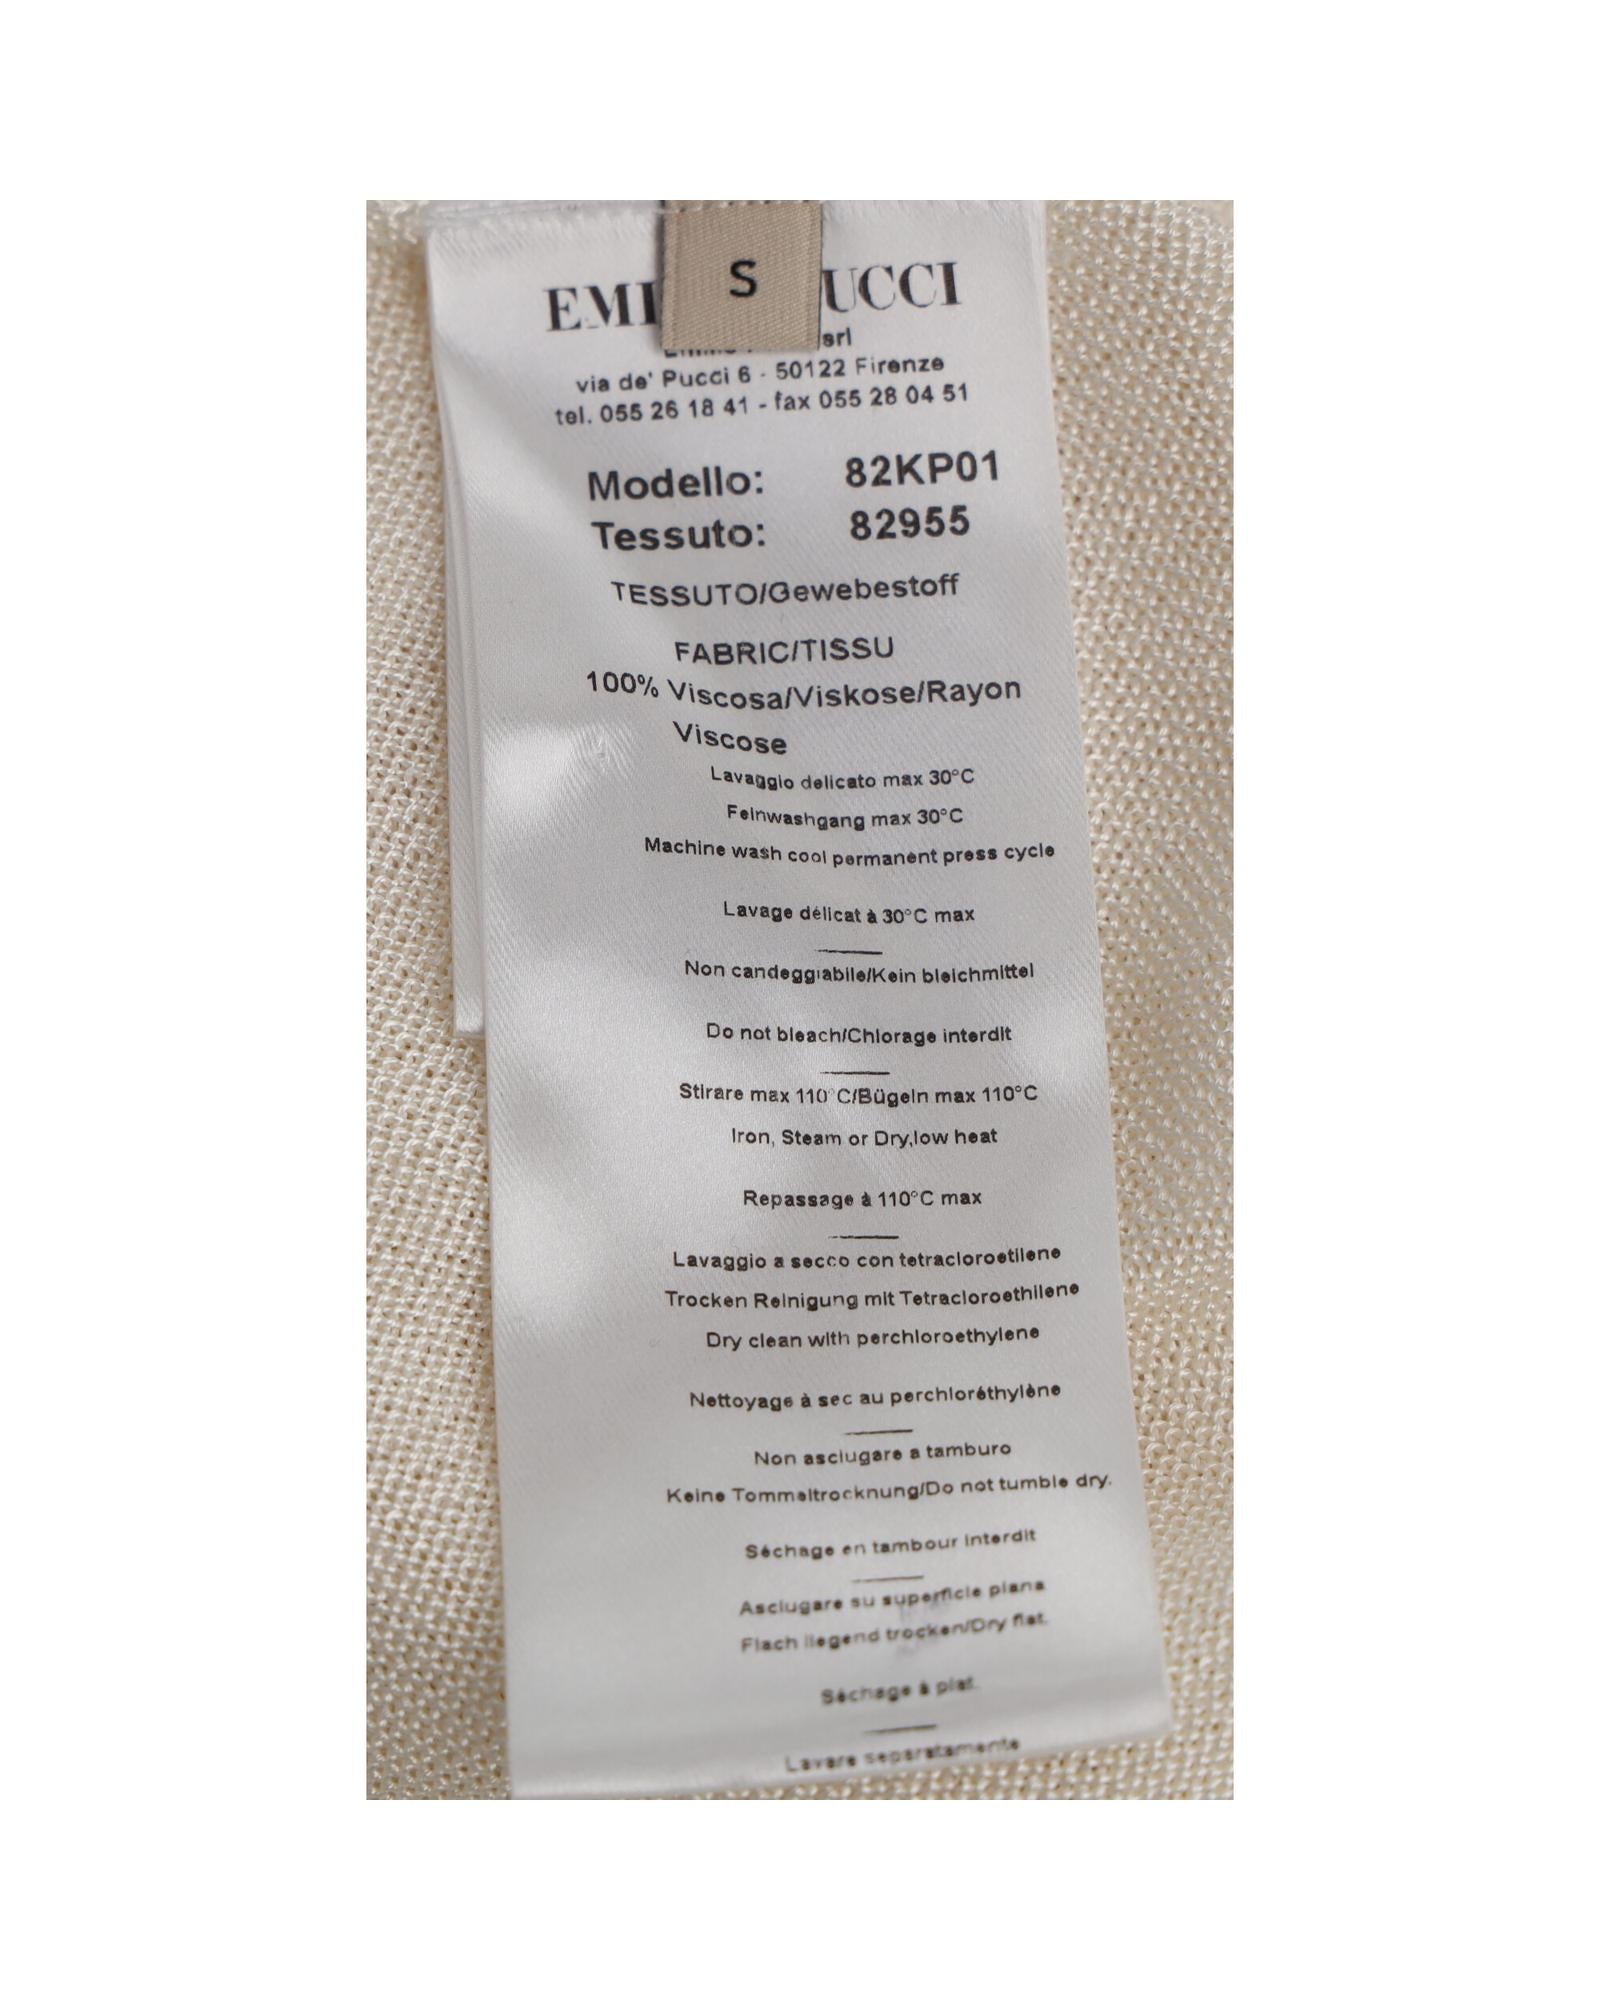 S
EMI UCCI
srl
via de' Pucci 6 - 50122 Firenze
tel. 055 26 18 41 - fax 055 28 04 51
Modello: 82KP01
Tessuto: 82955
TESSUTO/Gewebestoff
FABRIC/TISSU
100% Viscosa/Viskose/Rayon
Viscose
Lavaggio delicato max 30°C
Feinwashgang max 30°C
Machine wash cool permanent press cycle
Lavage délicat à 30°C max
Non candeggiabile/Kein bleichmittel
Do not bleach/Chlorage interdit
Stirare max 110°C/Bügeln max 110°C
Iron, Steam or Dry,low heat
Repassage à 110°C max
Lavaggio a secco con tetracloroetilene
Trocken Reinigung mit Tetracloroethilene
Dry clean with perchloroethylene
Nettoyage à sec au perchloréthylène
Non asciugare a tamburo
Keine Tommeltrocknung/Do not tumble dry.
Séchage en tambour interdit
Asciugare su superficie piana
Flach liegend trocken/Dry flat.
Séchage à plat.
Lavare separatamente